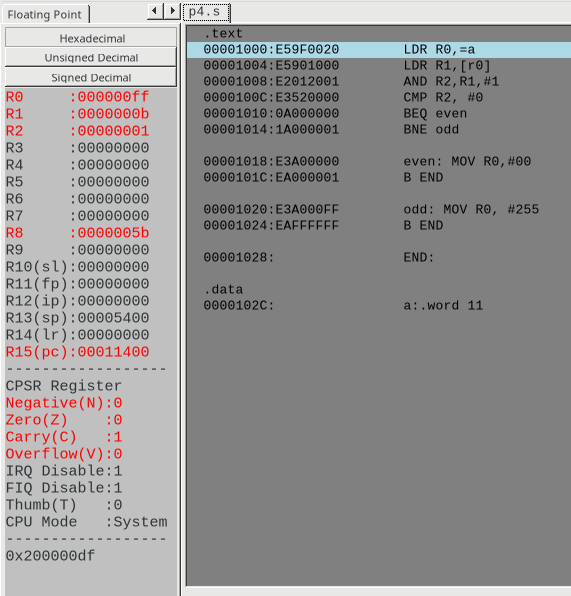 Floating Point
Hexadecimal
Unsigned Decimal
Signed Decimal
R0 :000000ff
R1 :0000000b
R2 :00000001
R3 :00000000
R4 :00000000
R5 :00000000
R6 :00000000
R7 :00000000
R8 :0000005b
R9 :00000000
R10(sl):00000000
R11(fp):00000000
R12(ip):00000000
R13(sp):00005400
R14(lr):00000000
R15(pc):00011400
-------------------
CPSR Register
Negative(N):0
Zero(Z) :0
Carry(C) :1
Overflow(V):0
IRQ Disable:1
FIQ Disable:1
Thumb(T) :0
CPU Mode :System
-------------------
0x200000df
p4.s
.text
00001000:E59F0020 LDR R0,=a
00001004:E5901000 LDR R1,[r0]
00001008:E2012001 AND R2,R1,#1
0000100C:E3520000 CMP R2, #0
00001010:0A000000 BEQ even
00001014:1A000001 BNE odd
00001018:E3A00000 even: MOV R0,#00
0000101C:EA000001 B END
00001020:E3A000FF odd: MOV R0, #255
00001024:EAFFFFFF B END
00001028: END:
.data
0000102C: a:.word 11